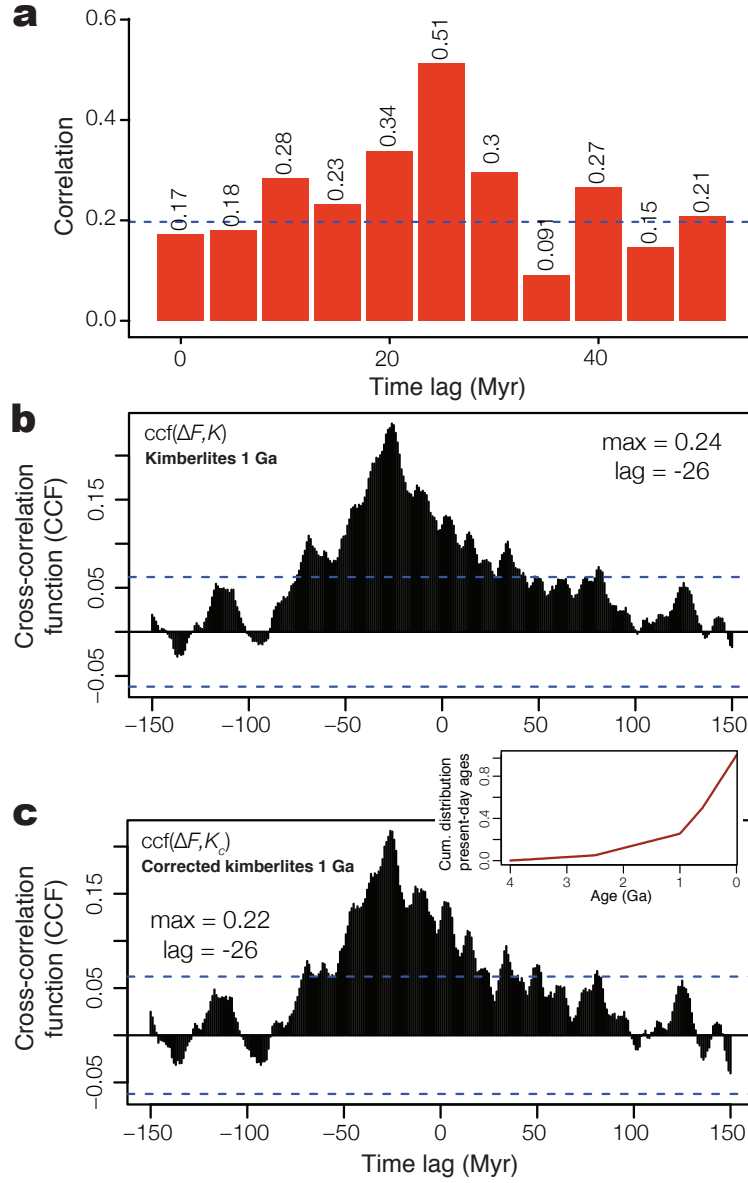 a
Correlation
0.6
0.4
0.2
0.0
0.17
0.18
0.28
0.23
0.34
0.51
0.3
0.091
0.27
0.15
0.21
0
20
40
Time lag (Myr)
b
ccf(ΔF,K)
Kimberlites 1 Ga
max = 0.24
lag = -26
Cross-correlation
function (CCF)
0.15
0.05
−0.05
−150
−100
−50
0
50
100
150
Cum. distribution
present-day ages
0.8
0.4
0.0
4
3
2
1
0
Age (Ga)
c
ccf(ΔF,Kc)
Corrected kimberlites 1 Ga
max = 0.22
lag = -26
Cross-correlation
function (CCF)
0.15
0.05
−0.05
−150
−100
−50
0
50
100
150
Time lag (Myr)